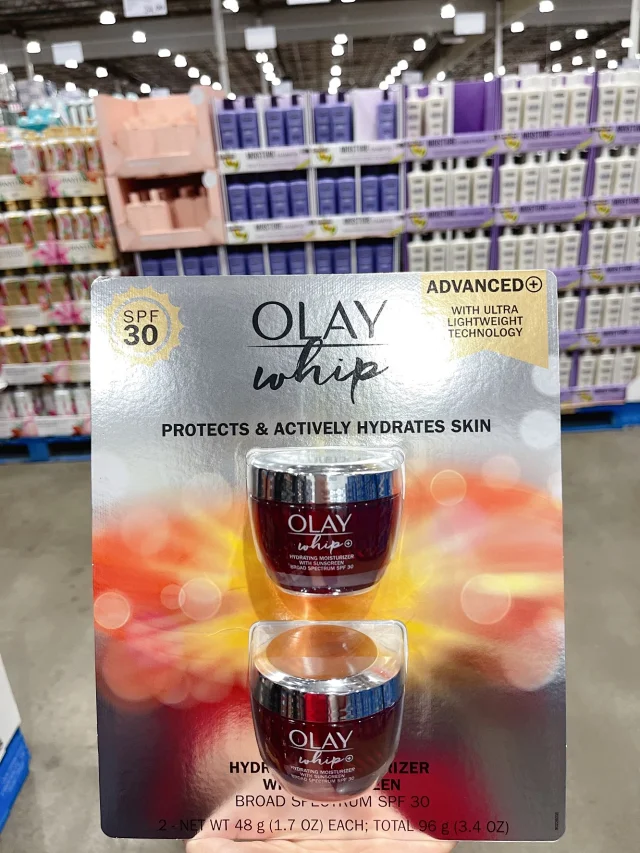 SPF
30
OLAY
whip
ADVANCED+
WITH ULTRA
LIGHTWEIGHT
TECHNOLOGY
PROTECTS & ACTIVELY HYDRATES SKIN
OLAY
whip+
HYDRATING MOISTURIZER
WITH SUNSCREEN
BROAD SPECTRUM SPF 30
OLAY
whip+
HYDRATING MOISTURIZER
WITH SUNSCREEN
BROAD SPECTRUM SPF 30
BROAD SPECTRUM SPF 30
2 - NET WT 48 g (1.7 OZ) EACH; TOTAL 96 g (3.4 OZ)